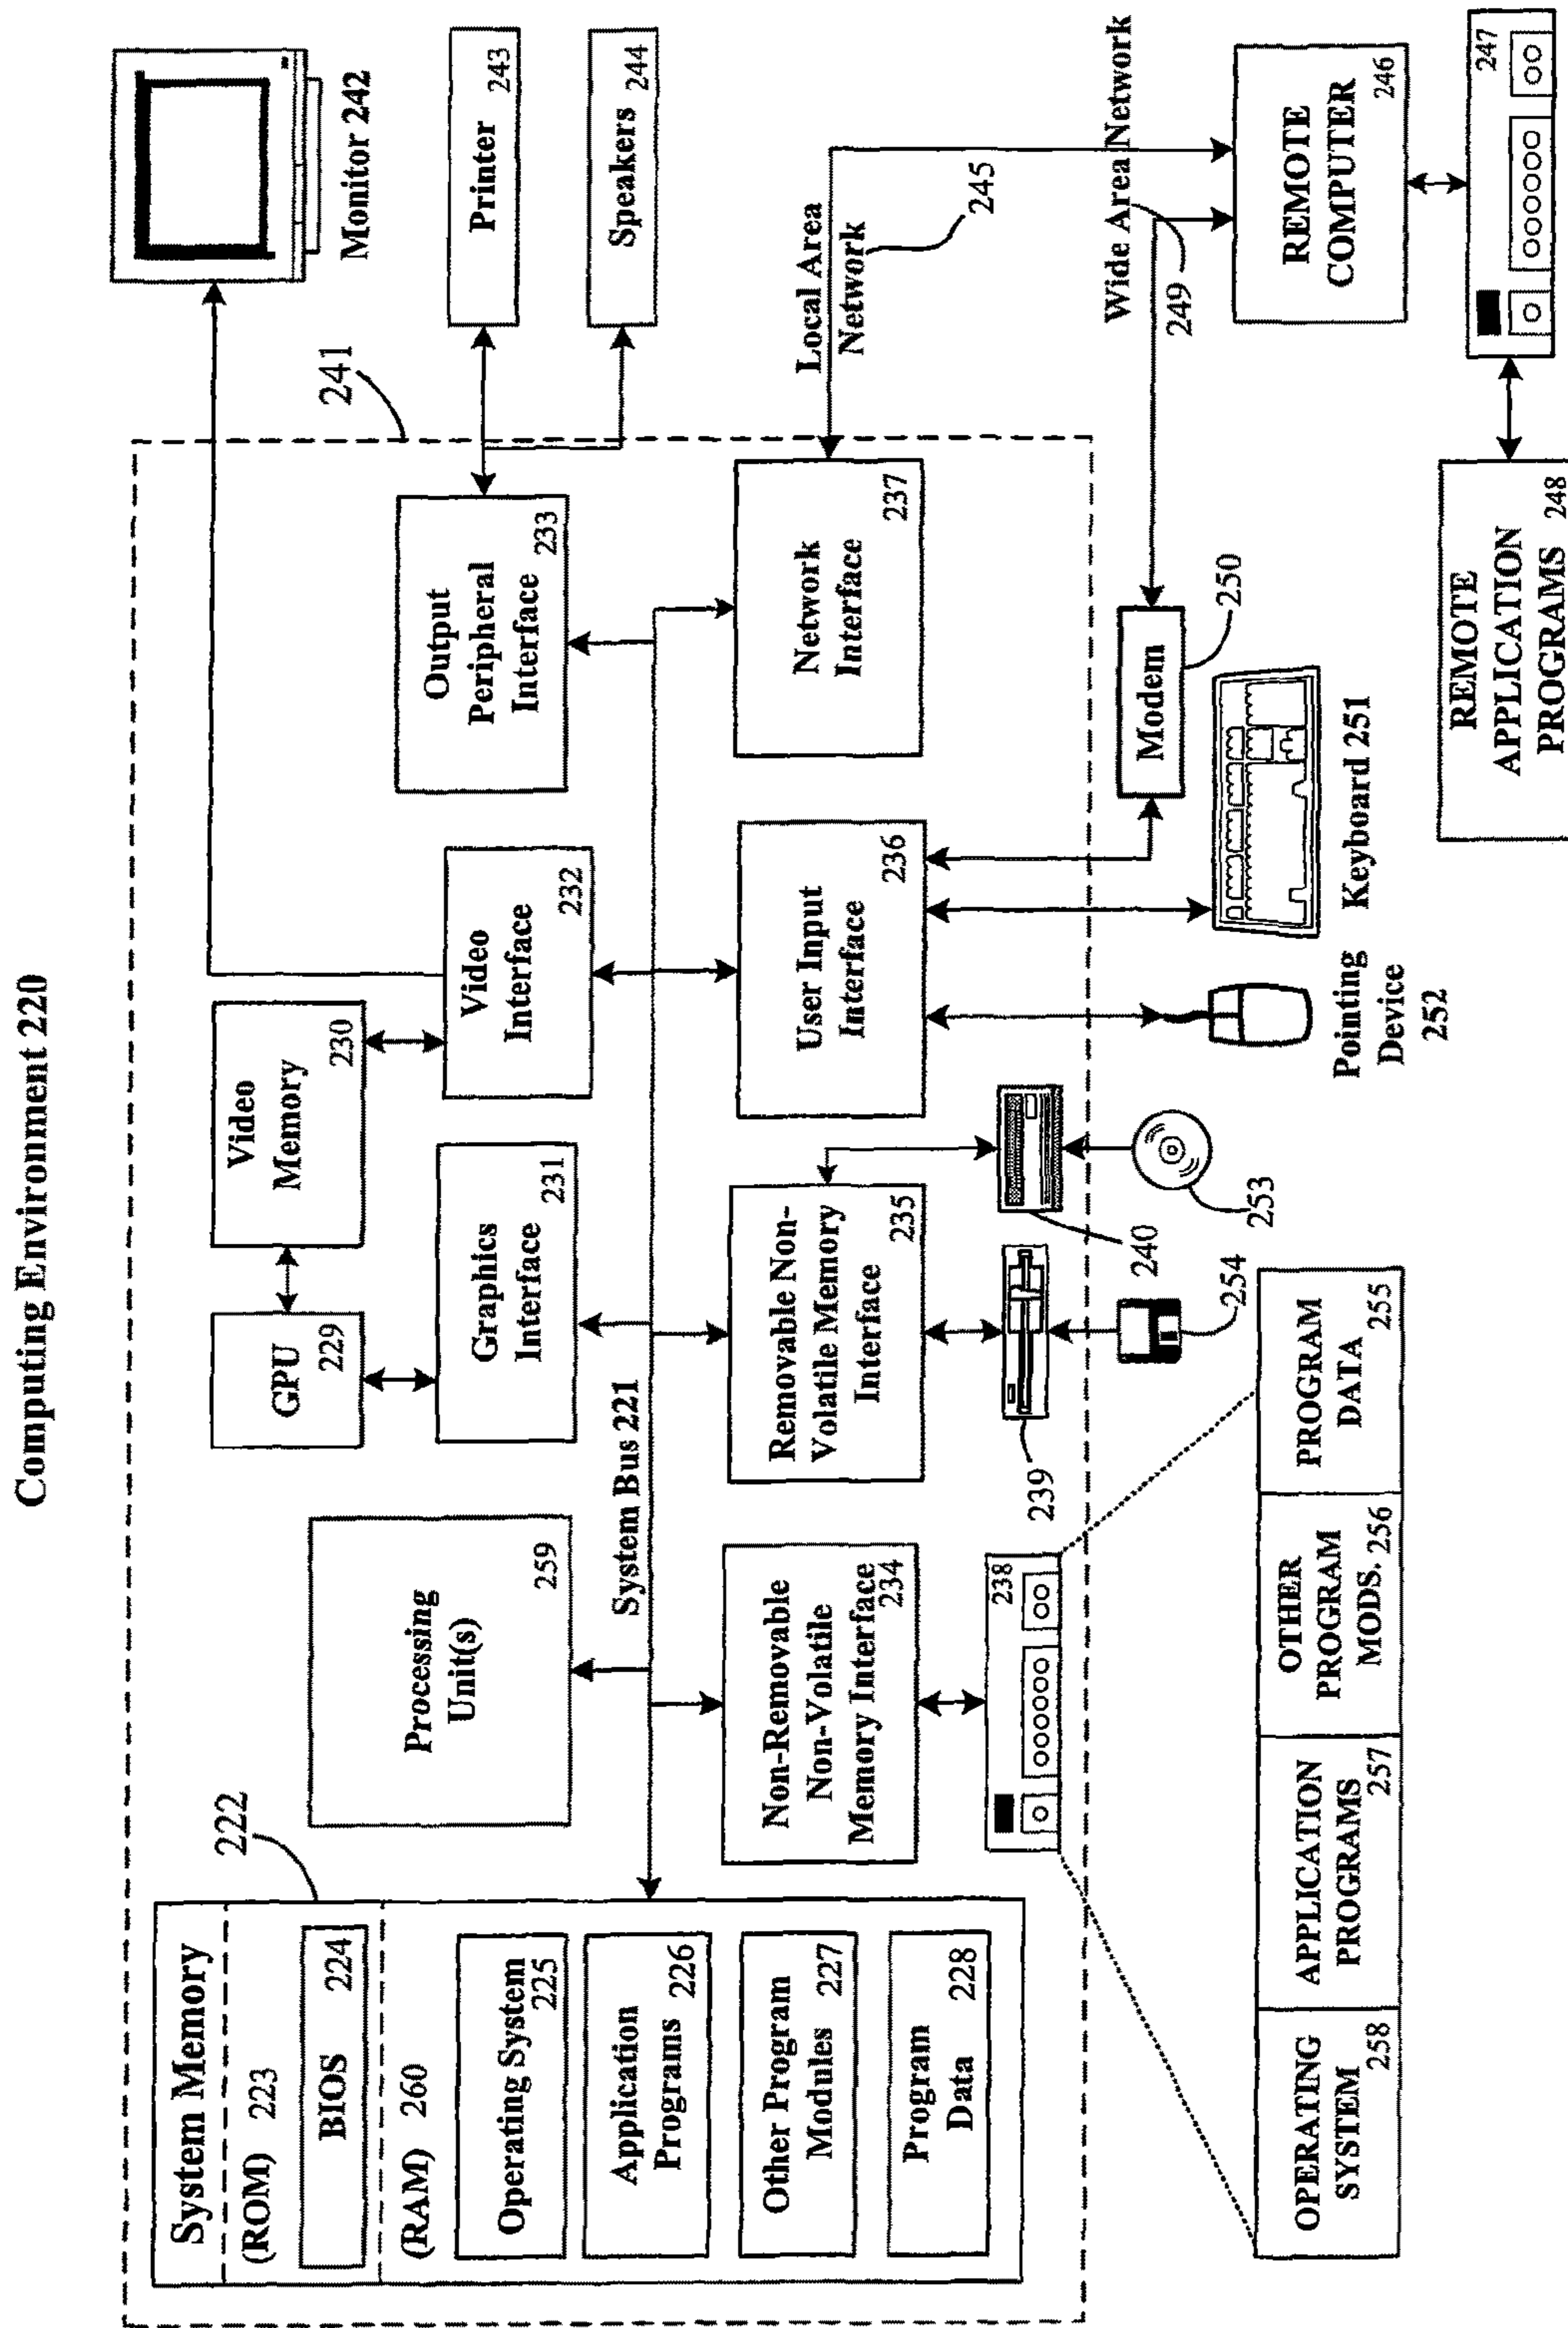 Computing Environment 220
System Memory
222
(ROM) 223
BIOS 224
(RAM) 260
Operating System
225
Application
Programs 226
Other Program
Modules 227
Program
Data 228
Processing
Unit(s)
259
GPU
229
Video
Memory
230
Graphics
Interface
231
Video
Interface
232
Output
Peripheral
Interface 233
241
Monitor 242
Printer 243
Speakers 244
System Bus 221
Non-Removable
Non-Volatile
Memory Interface
234
Removable Non-
Volatile Memory
Interface
235
User Input
Interface
236
Network
Interface
237
Local Area
Network
245
238
239
240
254
253
Modem
250
Wide Area Network
249
Pointing
Device
252
Keyboard 251
REMOTE
COMPUTER
246
247
REMOTE
APPLICATION
PROGRAMS 248
OPERATING
SYSTEM
258
APPLICATION
PROGRAMS
257
OTHER
PROGRAM
MODS. 256
PROGRAM
DATA
255